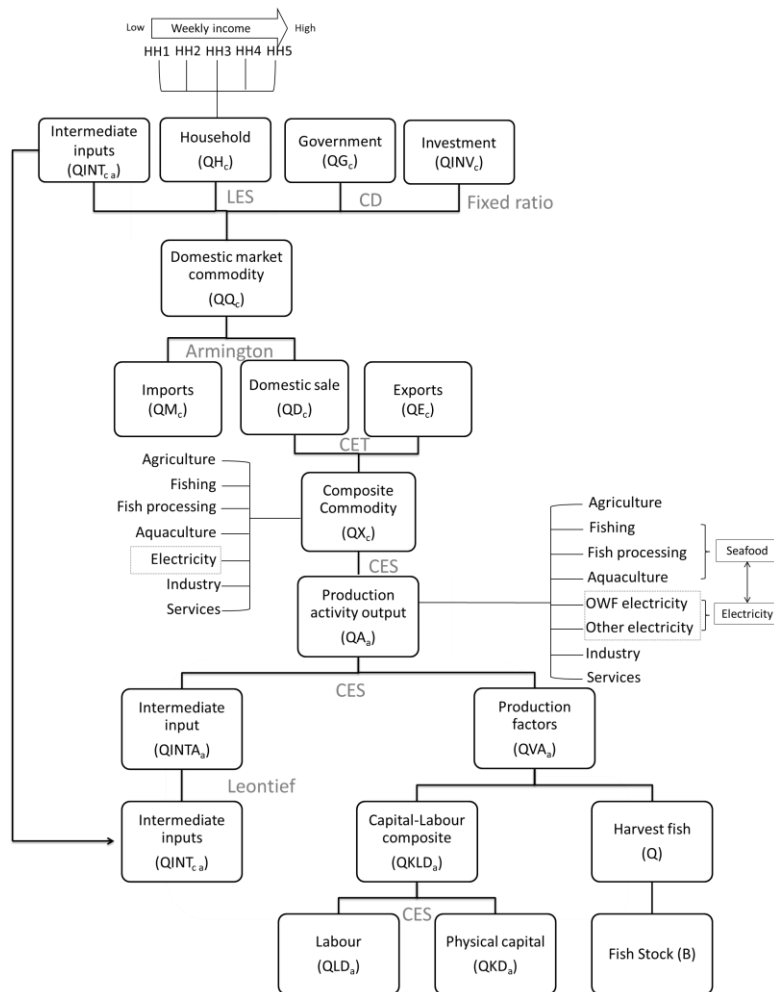 Low Weekly income High
HH1 HH2 HH3 HH4 HH5
Intermediate
inputs
(QINTc a)
Household
(QHc)
Government
(QGc)
Investment
(QINVc)
LES
CD
Fixed ratio
Domestic market
commodity
(QQc)
Armington
Imports
(QMc)
Domestic sale
(QDc)
Exports
(QEc)
CET
Agriculture
Fishing
Fish processing
Aquaculture
Electricity
Industry
Services
Composite
Commodity
(QXc)
CES
Production
activity output
(QAa)
Agriculture
Fishing
Fish processing
Aquaculture
OWF electricity
Other electricity
Industry
Services
Seafood
Electricity
CES
Intermediate
input
(QINTAa)
Production
factors
(QVAa)
Leontief
Intermediate
inputs
(QINTc a)
Capital-Labour
composite
(QKLDa)
Harvest fish
(Q)
CES
Labour
(QLDa)
Physical capital
(QKDa)
Fish Stock (B)